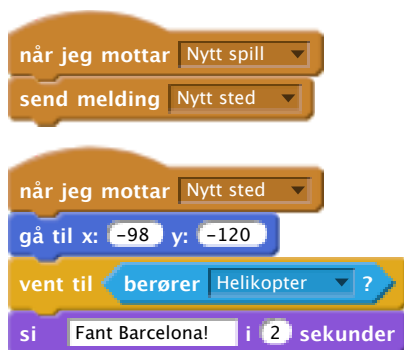 når jeg mottar Nytt spill
send melding Nytt sted
når jeg mottar Nytt sted
gå til x: -98 y: -120
vent til berører Helikopter ?
si Fant Barcelona! i 2 sekunder